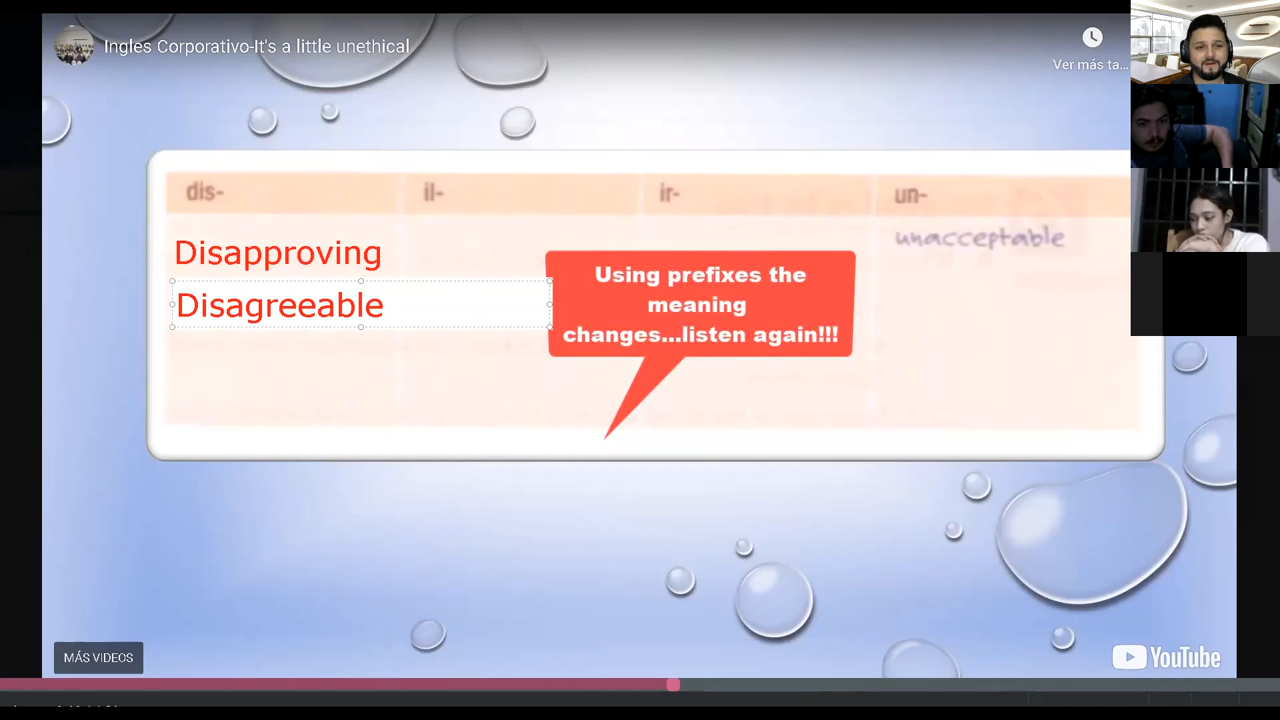 Ingles Corporativo-It's a little unethical
Ver más ta...
dis-
il-
ir-
un-
Disapproving
unacceptable
Disagreeable
Using prefixes the
meaning
changes...listen again!!!
MÁS VIDEOS
YouTube